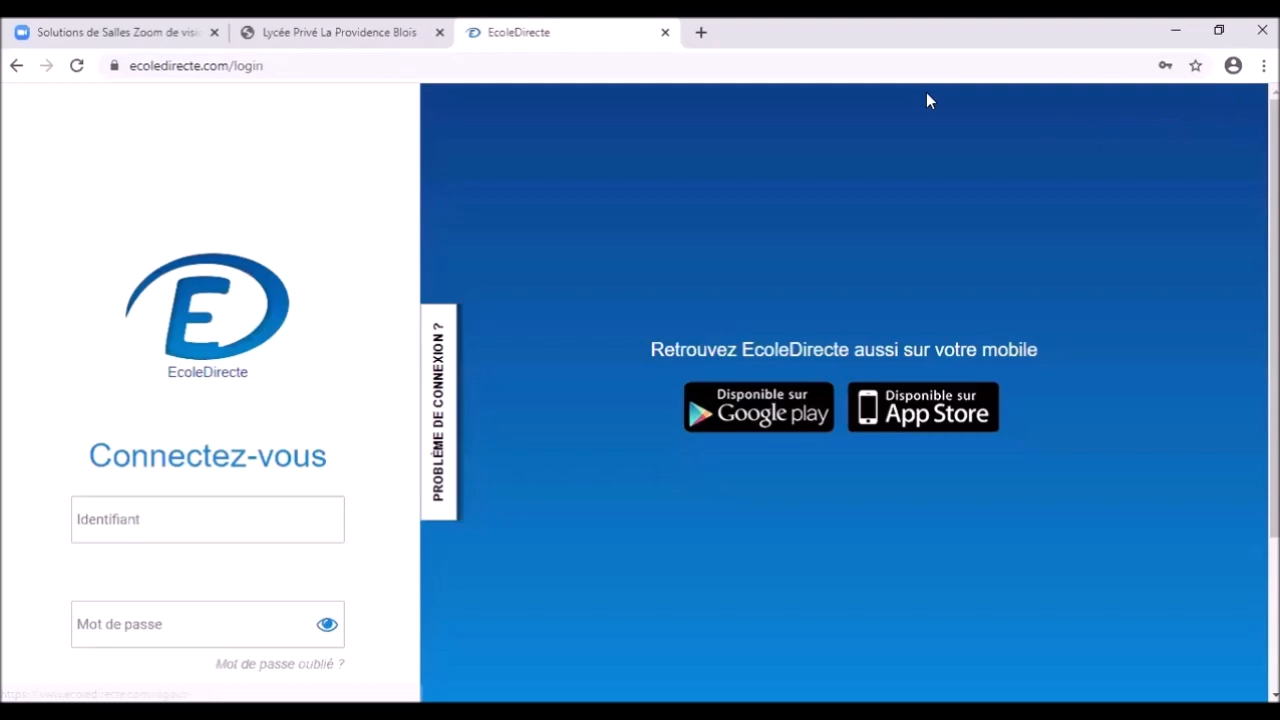 Solutions de Salles Zoom de visi
Lycée Privé La Providence Blois
EcoleDirecte
ecoledirecte.com/login
EcoleDirecte
Connectez-vous
Identifiant
Mot de passe
Mot de passe oublié ?
PROBLÈME DE CONNEXION ?
Retrouvez EcoleDirecte aussi sur votre mobile
Disponible sur
Google play
Disponible sur
App Store